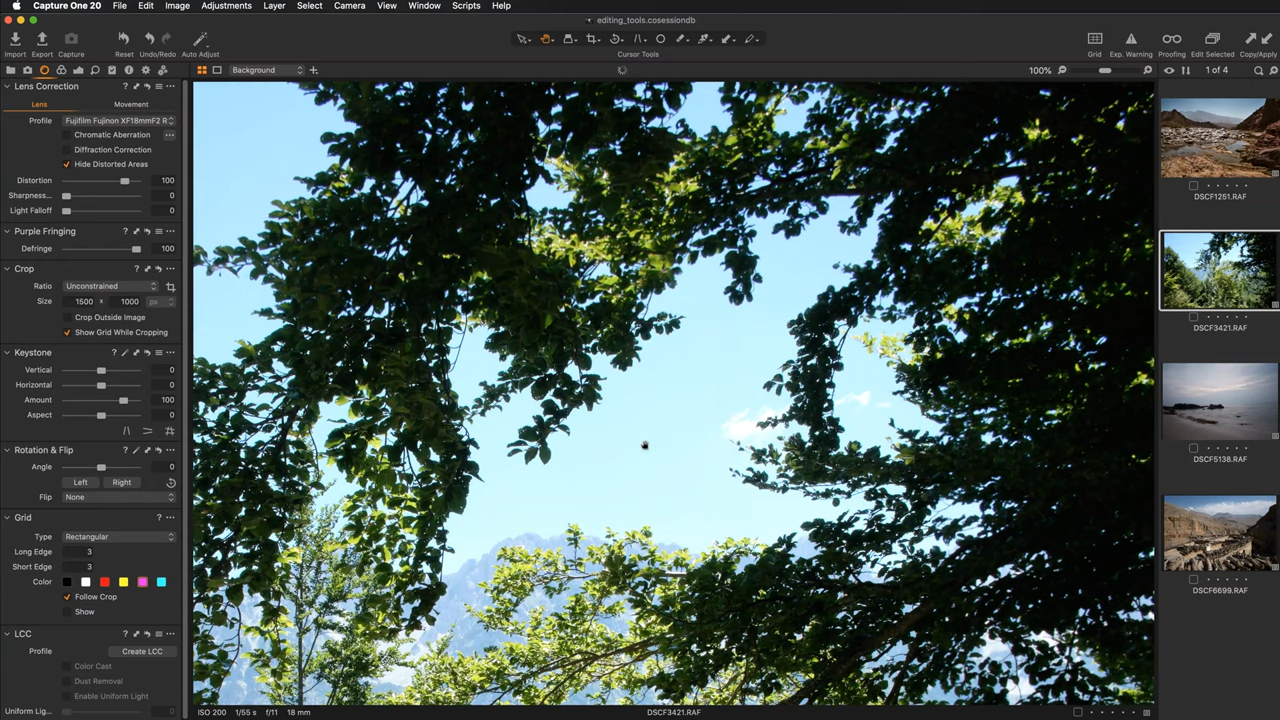 Capture One 20 File Edit Image Adjustments Layer Select Camera View Window Scripts Help
editing_tools.cosessiondb
Import Export Capture Reset Undo/Redo Auto Adjust Cursor Tools Grid Exp. Warning Proofing Edit Selected Copy/Apply
Background 100% 1 of 4
Lens Correction
Lens Movement
Profile Fujifilm Fujinon XF18mmF2 R
Chromatic Aberration
Diffraction Correction
Hide Distorted Areas
Distortion 100
Sharpness... 0
Light Falloff 0
Purple Fringing
Defringe 100
Crop
Ratio Unconstrained
Size 1500 x 1000 px
Crop Outside Image
Show Grid While Cropping
Keystone
Vertical 0
Horizontal 0
Amount 100
Aspect 0
Rotation & Flip
Angle 0
Left Right
Flip None
Grid
Type Rectangular
Long Edge 3
Short Edge 3
Color
Follow Crop
Show
LCC
Profile Create LCC
Color Cast
Dust Removal
Enable Uniform Light
Uniform Lig... 0
ISO 200 1/55 s f/11 18 mm DSCF3421.RAF
DSCF1251.RAF
DSCF3421.RAF
DSCF5138.RAF
DSCF6699.RAF